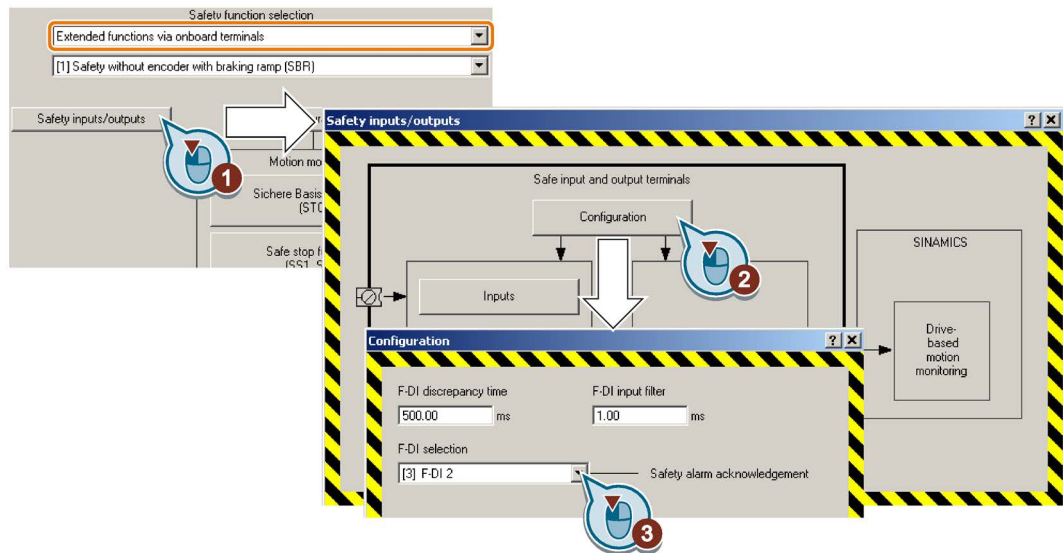 Safety function selection
Extended functions via onboard terminals
[1] Safety without encoder with braking ramp (SBR)
Safety inputs/outputs
1
Safety inputs/outputs
? X
Motion mo
Sichere Basis
(STO
Safe stop f
(SS1, S
Safe input and output terminals
Configuration
2
Inputs
SINAMICS
Drive-
based
motion
monitoring
Configuration
? X
F-DI discrepancy time
F-DI input filter
500.00 ms
1.00 ms
F-DI selection
[3] F-DI 2
Safety alarm acknowledgement
3